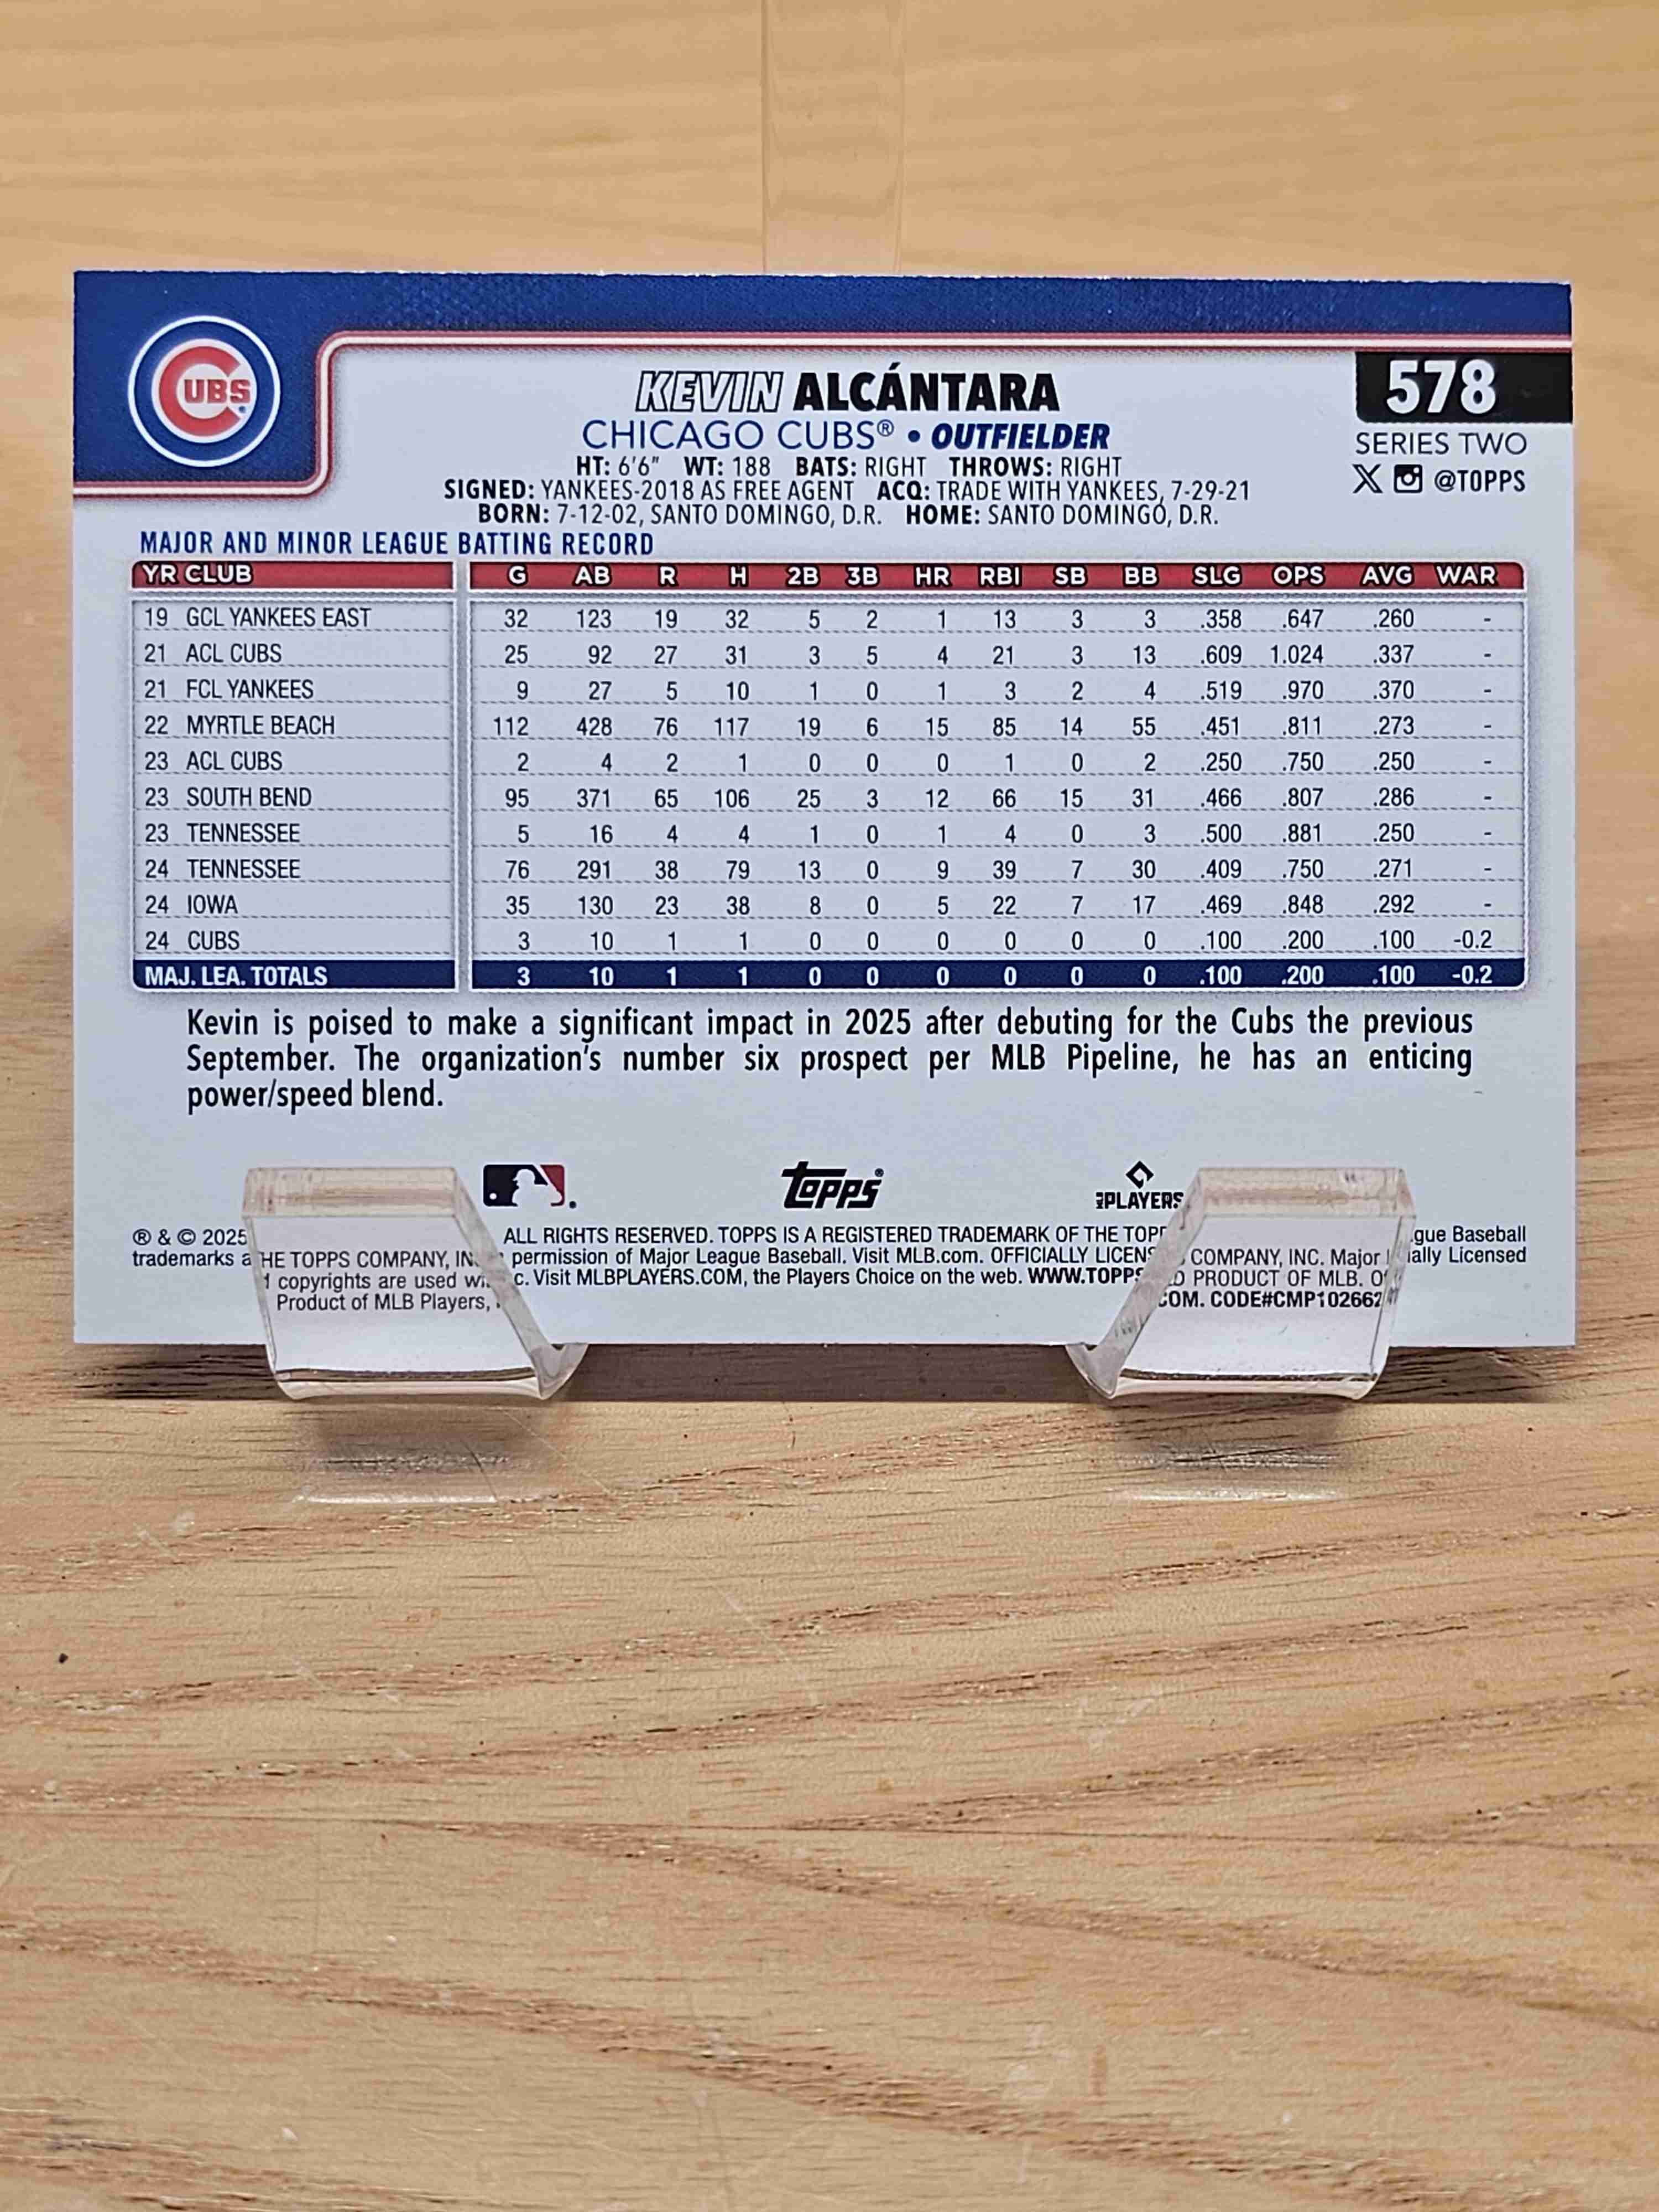 CUBS
KEVIN ALCÁNTARA
578
CHICAGO CUBS® • OUTFIELDER
SERIES TWO
HT: 6'6" WT: 188 BATS: RIGHT THROWS: RIGHT
@TOPPS
SIGNED: YANKEES-2018 AS FREE AGENT ACQ: TRADE WITH YANKEES, 7-29-21
BORN: 7-12-02, SANTO DOMINGO, D.R. HOME: SANTO DOMINGO, D.R.
MAJOR AND MINOR LEAGUE BATTING RECORD
YR CLUB G AB R H 2B 3B HR RBI SB BB SLG OPS AVG WAR
19 GCL YANKEES EAST 32 123 19 32 5 2 1 13 3 3 .358 .647 .260 -
21 ACL CUBS 25 92 27 31 3 5 4 21 3 13 .609 1.024 .337 -
21 FCL YANKEES 9 27 5 10 1 0 1 3 2 4 .519 .970 .370 -
22 MYRTLE BEACH 112 428 76 117 19 6 15 85 14 55 .451 .811 .273 -
23 ACL CUBS 2 4 2 1 0 0 0 1 0 2 .250 .750 .250 -
23 SOUTH BEND 95 371 65 106 25 3 12 66 15 31 .466 .807 .286 -
23 TENNESSEE 5 16 4 4 1 0 1 4 0 3 .500 .881 .250 -
24 TENNESSEE 76 291 38 79 13 0 9 39 7 30 .409 .750 .271 -
24 IOWA 35 130 23 38 8 0 5 22 7 17 .469 .848 .292 -
24 CUBS 3 10 1 1 0 0 0 0 0 0 .100 .200 .100 -0.2
MAJ. LEA. TOTALS 3 10 1 1 0 0 0 0 0 0 .100 .200 .100 -0.2
Kevin is poised to make a significant impact in 2025 after debuting for the Cubs the previous
September. The organization's number six prospect per MLB Pipeline, he has an enticing
power/speed blend.
Topps® PLAYERS
® & © 2025 THE TOPPS COMPANY, INC. ALL RIGHTS RESERVED. TOPPS IS A REGISTERED TRADEMARK OF THE TOPPS COMPANY, INC. Major League Baseball
trademarks and copyrights are used with permission of Major League Baseball. Visit MLB.com. OFFICIALLY LICENSED PRODUCT OF MLB. Officially Licensed
Product of MLB Players, Inc. Visit MLBPLAYERS.COM, the Players Choice on the web. WWW.TOPPS.COM. CODE#CMP102662